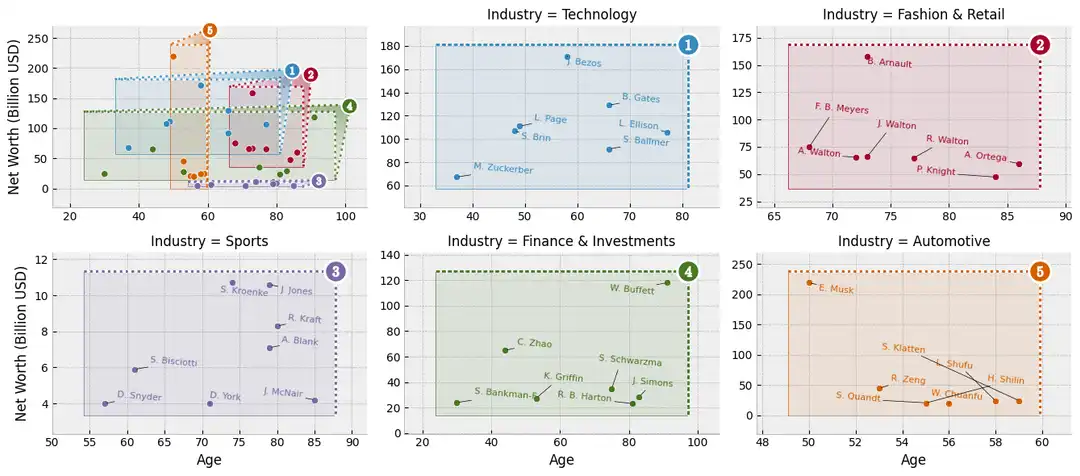 Industry = Technology
Industry = Fashion & Retail
Net Worth (Billion USD)
250
200
150
100
50
0
20
40
60
80
100
5
1
2
4
3
180
160
140
120
100
80
60
30
40
50
60
70
80
1
J. Bezos
B. Gates
L. Page
L. Ellison
S. Brin
S. Ballmer
M. Zuckerber
175
150
125
100
75
50
25
65
70
75
80
85
90
2
B. Arnault
F. B. Meyers
J. Walton
R. Walton
A. Walton
A. Ortega
P. Knight
Industry = Sports
Industry = Finance & Investments
Industry = Automotive
Net Worth (Billion USD)
12
10
8
6
4
50
55
60
65
70
75
80
85
90
Age
3
S. Kroenke
J. Jones
R. Kraft
A. Blank
S. Bisciotti
D. Snyder
D. York
J. McNair
140
120
100
80
60
40
20
0
20
40
60
80
100
Age
4
W. Buffett
C. Zhao
S. Schwarzma
K. Griffin
J. Simons
S. Bankman-F
R. B. Harton
250
200
150
100
50
0
48
50
52
54
56
58
60
Age
5
E. Musk
S. Klatten
L. Shufu
R. Zeng
H. Shilin
S. Quandt
W. Chuanfu